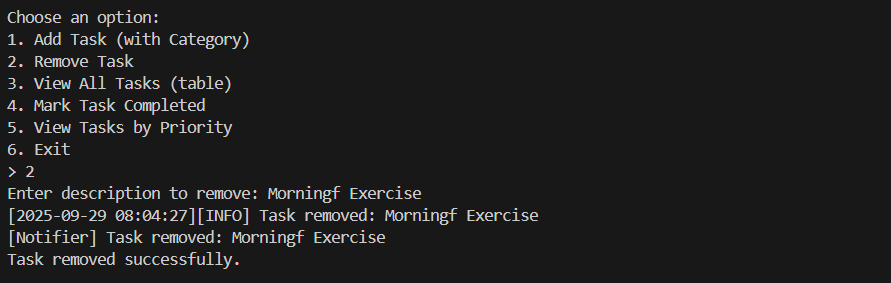 Choose an option:
1. Add Task (with Category)
2. Remove Task
3. View All Tasks (table)
4. Mark Task Completed
5. View Tasks by Priority
6. Exit
> 2
Enter description to remove: Morningf Exercise
[2025-09-29 08:04:27][INFO] Task removed: Morningf Exercise
[Notifier] Task removed: Morningf Exercise
Task removed successfully.